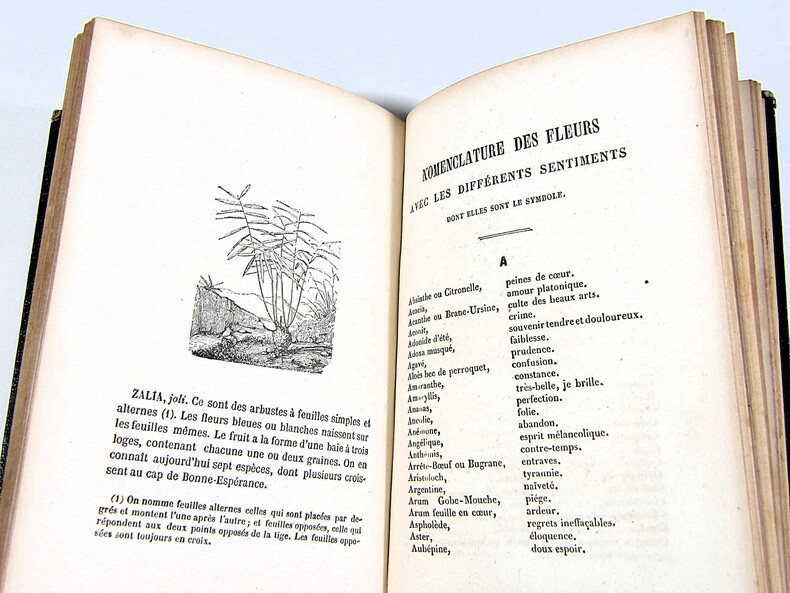 ZALIA, joli. Ce sont des arbustes à feuilles simples et
alternes (1). Les fleurs bleues ou blanches naissent sur
les feuilles mêmes. Le fruit a la forme d'une baie à trois
loges, contenant chacune une ou deux graines. On en
connaît aujourd'hui sept espèces, dont plusieurs crois-
sent au cap de Bonne-Espérance.
(1) On nomme feuilles alternes celles qui sont placées par de-
grés et montent l'une après l'autre ; et feuilles opposées, celle qui
répondent aux deux points opposés de la tige. Les feuilles oppo-
sées sont toujours en croix.
NOMENCLATURE DES FLEURS
AVEC LES DIFFÉRENTS SENTIMENTS
DONT ELLES SONT LE SYMBOLE.
A
Absinthe ou Citronelle, peines de cœur.
Acacia, amour platonique.
Acanthe ou Brane-Ursine, culte des beaux arts.
Aconit, crime.
Adonide d'été, souvenir tendre et douloureux.
Adoxa musqué, faiblesse.
Agavé, prudence.
Aloès bec de perroquet, confusion.
Amaranthe, constance.
Amaryllis, très-belle, je brille.
Ananas, perfection.
Ancolie, folie.
Anémone, abandon.
Angélique, esprit mélancolique.
Anthémis, contre-temps.
Arrête-Bœuf ou Bugrane, entraves.
Aristoloch, tyrannie.
Argentine, naïveté.
Arum Gobe-Mouche, piége.
Arum feuille en cœur, ardeur.
Aspholède, regrets ineffaçables.
Aster, éloquence.
Aubépine, doux espoir.